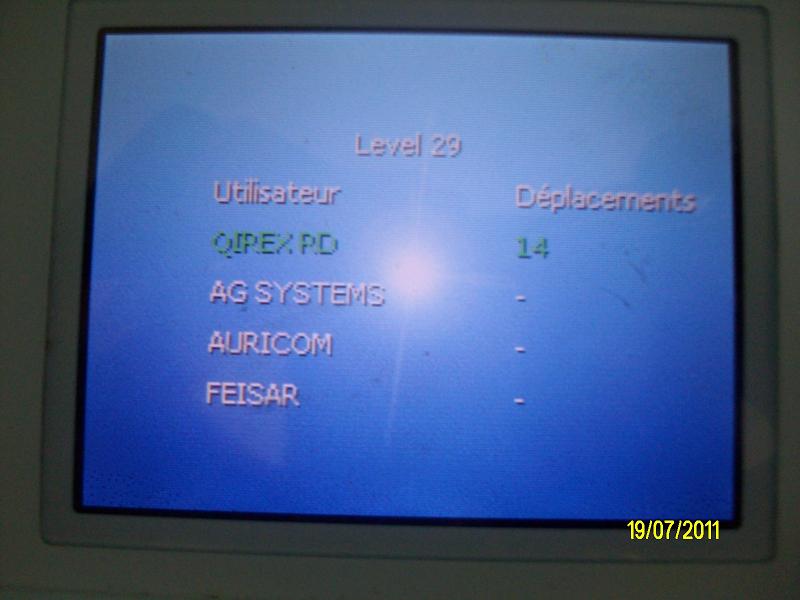 Level 29
Utilisateur Déplacements
QIREX RD 14
AG SYSTEMS -
AURICOM -
FEISAR -
19/07/2011